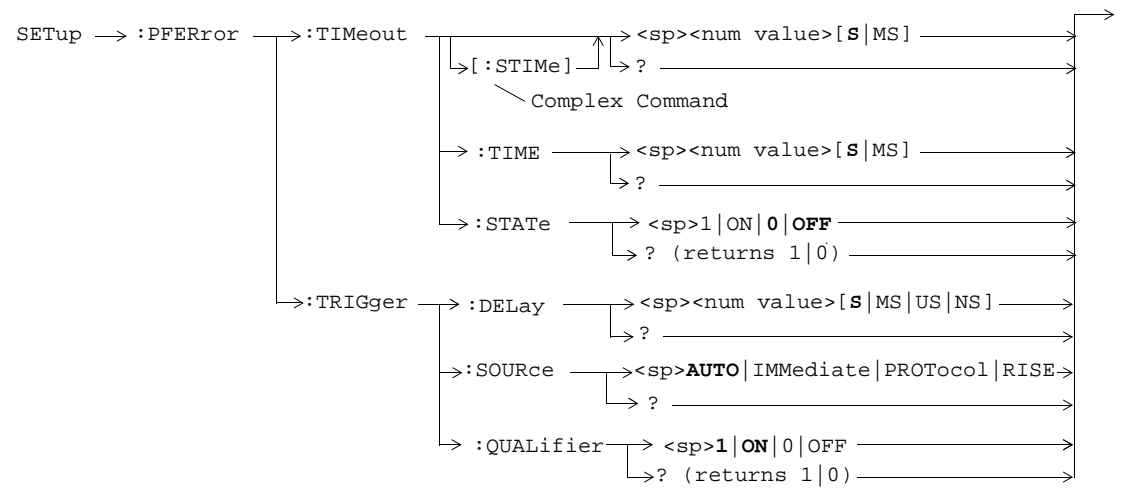 SETup :PFERror :TIMeout <sp><num value>[S|MS]
[:STIMe] ?
Complex Command
:TIME <sp><num value>[S|MS]
?
:STATe <sp>1|ON|0|OFF
? (returns 1|0)
:TRIGger :DELay <sp><num value>[S|MS|US|NS]
?
:SOURce <sp>AUTO|IMMediate|PROTocol|RISE
?
:QUALifier <sp>1|ON|0|OFF
? (returns 1|0)